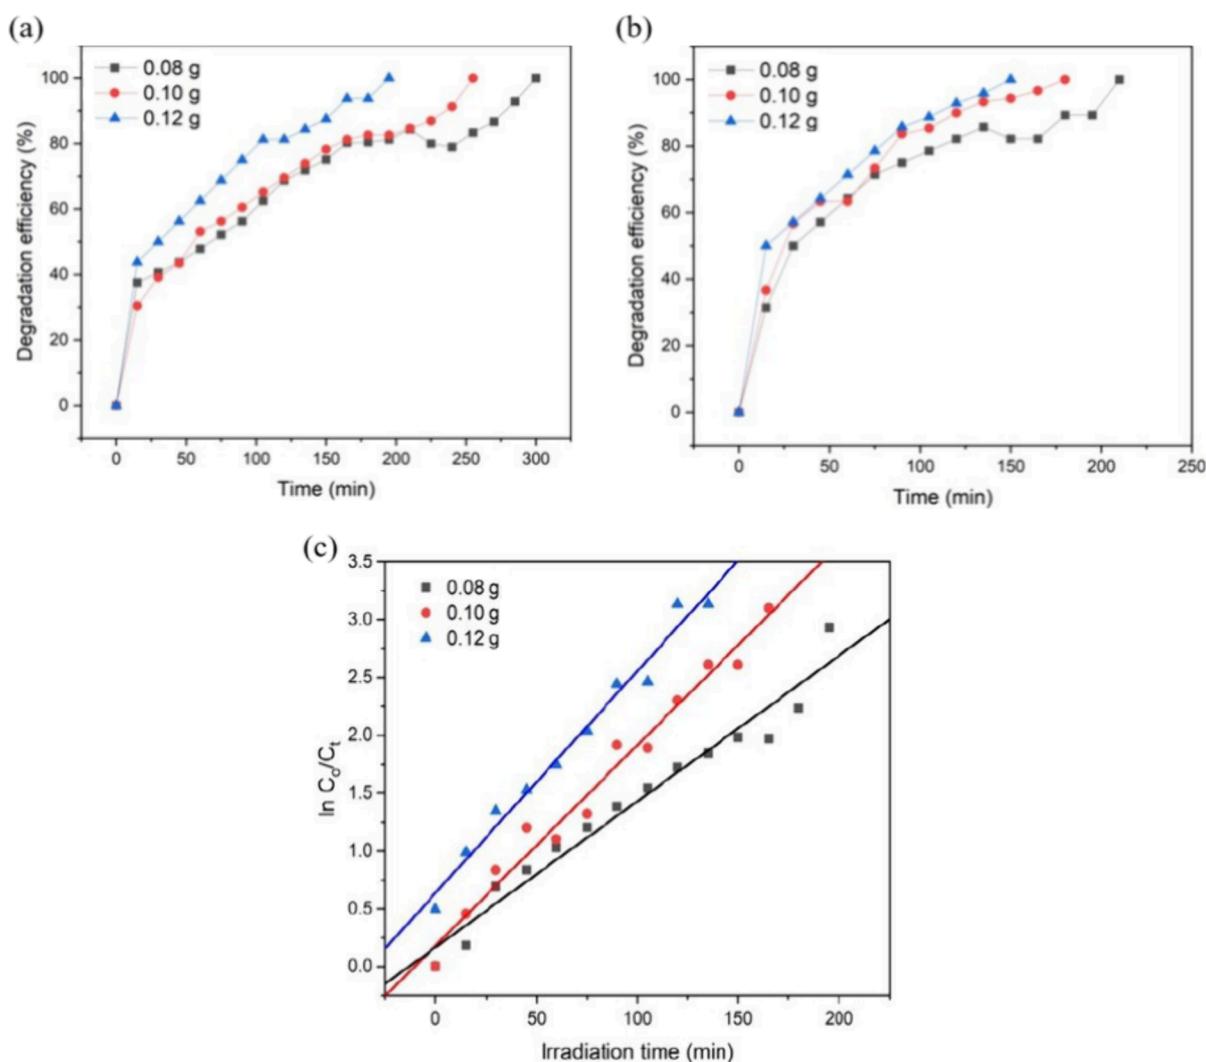 (a)
0.08 g
0.10 g
0.12 g
100
80
60
40
20
0
Degradation efficiency (%)
0 50 100 150 200 250 300
Time (min)
(b)
0.08 g
0.10 g
0.12 g
100
80
60
40
20
0
Degradation efficiency (%)
0 50 100 150 200 250
Time (min)
(c)
0.08 g
0.10 g
0.12 g
3.5
3.0
2.5
2.0
1.5
1.0
0.5
0.0
ln C₀/Cₜ
0 50 100 150 200
Irradiation time (min)